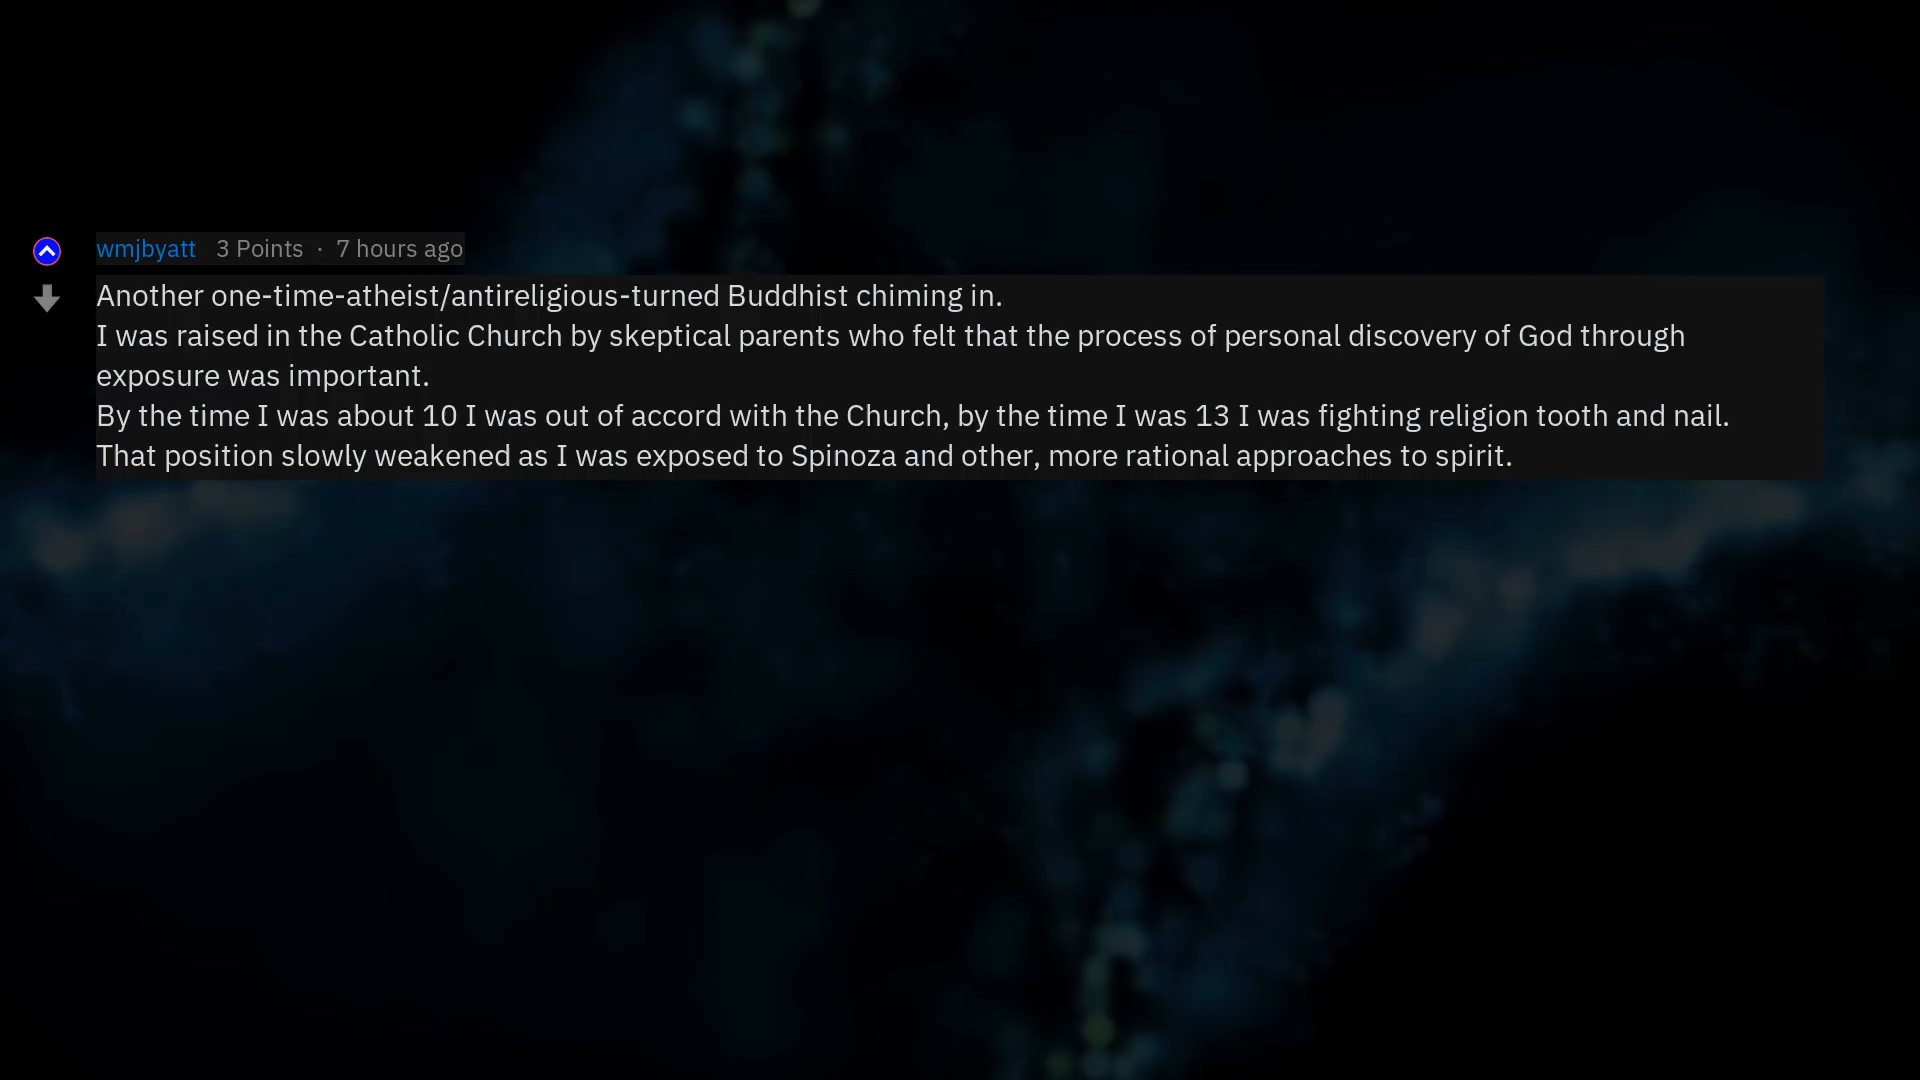 wmjbyatt 3 Points · 7 hours ago
Another one-time-atheist/antireligious-turned Buddhist chiming in.
I was raised in the Catholic Church by skeptical parents who felt that the process of personal discovery of God through
exposure was important.
By the time I was about 10 I was out of accord with the Church, by the time I was 13 I was fighting religion tooth and nail.
That position slowly weakened as I was exposed to Spinoza and other, more rational approaches to spirit.